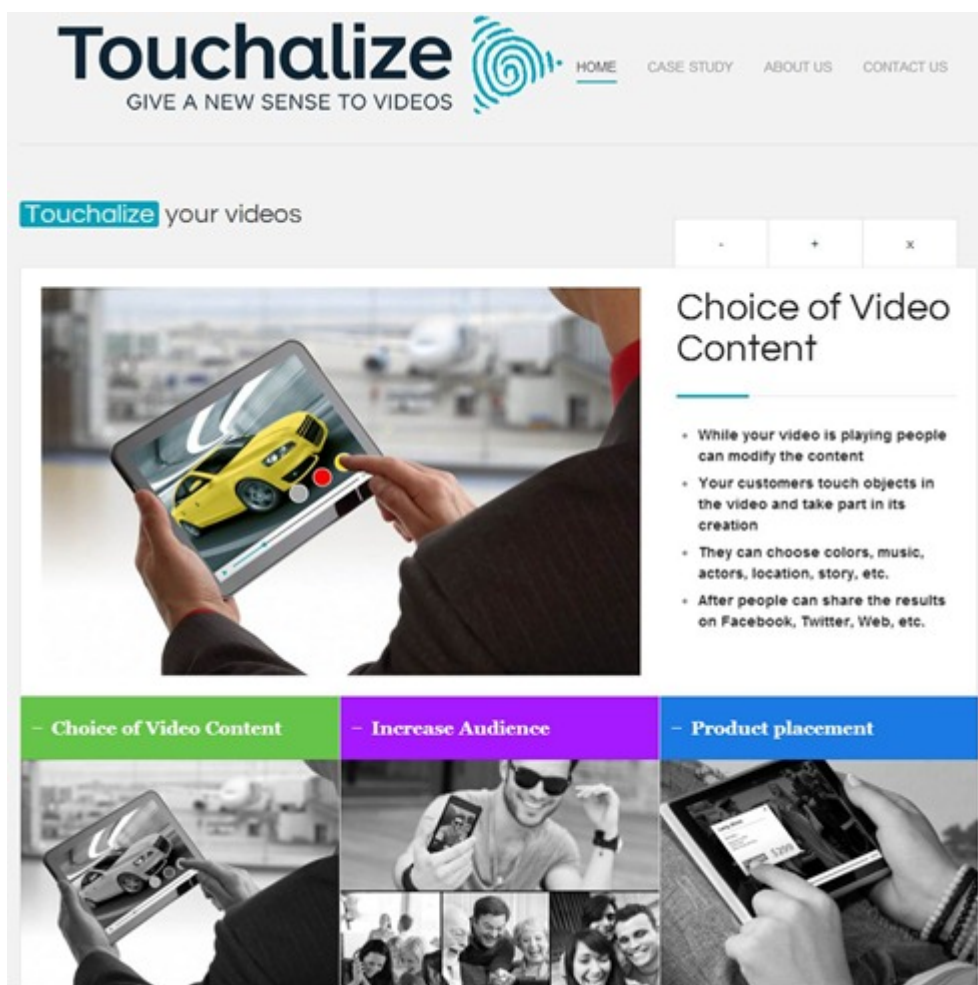 Touchalize
GIVE A NEW SENSE TO VIDEOS
HOME
CASE STUDY
ABOUT US
CONTACT US
Touchalize your videos
-
+
x
Choice of Video
Content
While your video is playing people
can modify the content
Your customers touch objects in
the video and take part in its
creation
They can choose colors, music,
actors, location, story, etc.
After people can share the results
on Facebook, Twitter, Web, etc.
– Choice of Video Content
– Increase Audience
– Product placement
$299